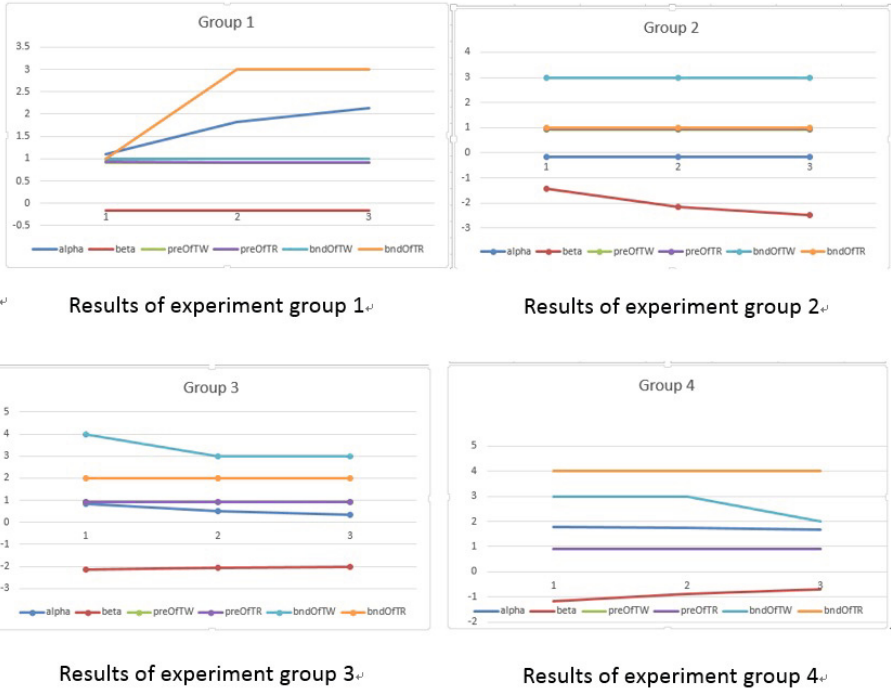 Group 1
3.5
3
2.5
2
1.5
1
0.5
0
-0.5
1 2 3
alpha beta preOfTW preOfTR bndOfTW bndOfTR
Results of experiment group 1
Group 2
4
3
2
1
0
-1
-2
-3
1 2 3
alpha beta preOfTW preOfTR bndOfTW bndOfTR
Results of experiment group 2
Group 3
5
4
3
2
1
0
-1
-2
-3
1 2 3
alpha beta preOfTW preOfTR bndOfTW bndOfTR
Results of experiment group 3
Group 4
5
4
3
2
1
0
-1
-2
1 2 3
alpha beta preOfTW preOfTR bndOfTW bndOfTR
Results of experiment group 4